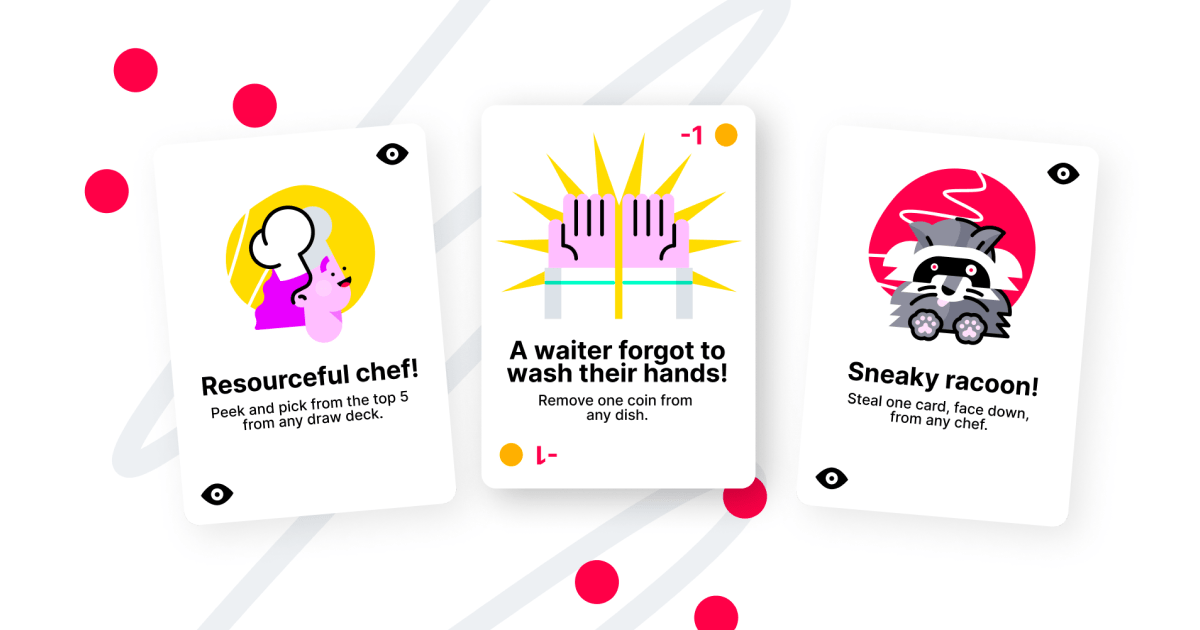 Resourceful chef!
Peek and pick from the top 5
from any draw deck.
-1
A waiter forgot to
wash their hands!
Remove one coin from
any dish.
-1
Sneaky racoon!
Steal one card, face down,
from any chef.